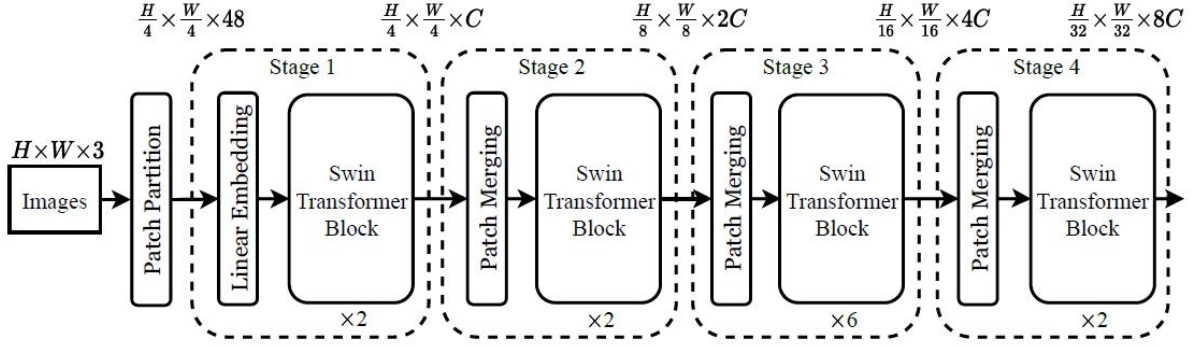 H/4 × W/4 × 48
H/4 × W/4 × C
H/8 × W/8 × 2C
H/16 × W/16 × 4C
H/32 × W/32 × 8C
Stage 1
Stage 2
Stage 3
Stage 4
H×W×3
Images
Patch Partition
Linear Embedding
Swin
Transformer
Block
×2
Patch Merging
Swin
Transformer
Block
×2
Patch Merging
Swin
Transformer
Block
×6
Patch Merging
Swin
Transformer
Block
×2